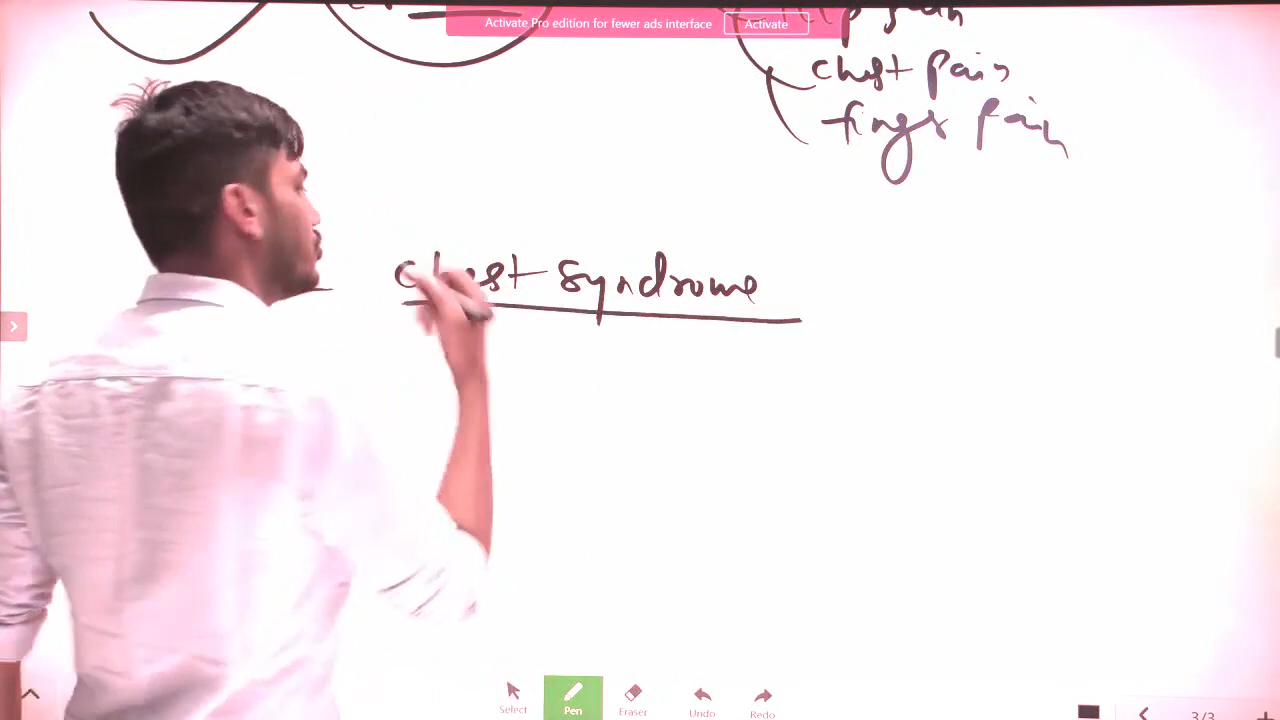 Activate Pro edition for fewer ads interface Activate
pain
chest pain
finger pain
chest syndrome
Select Pen Eraser Undo Redo
3/3